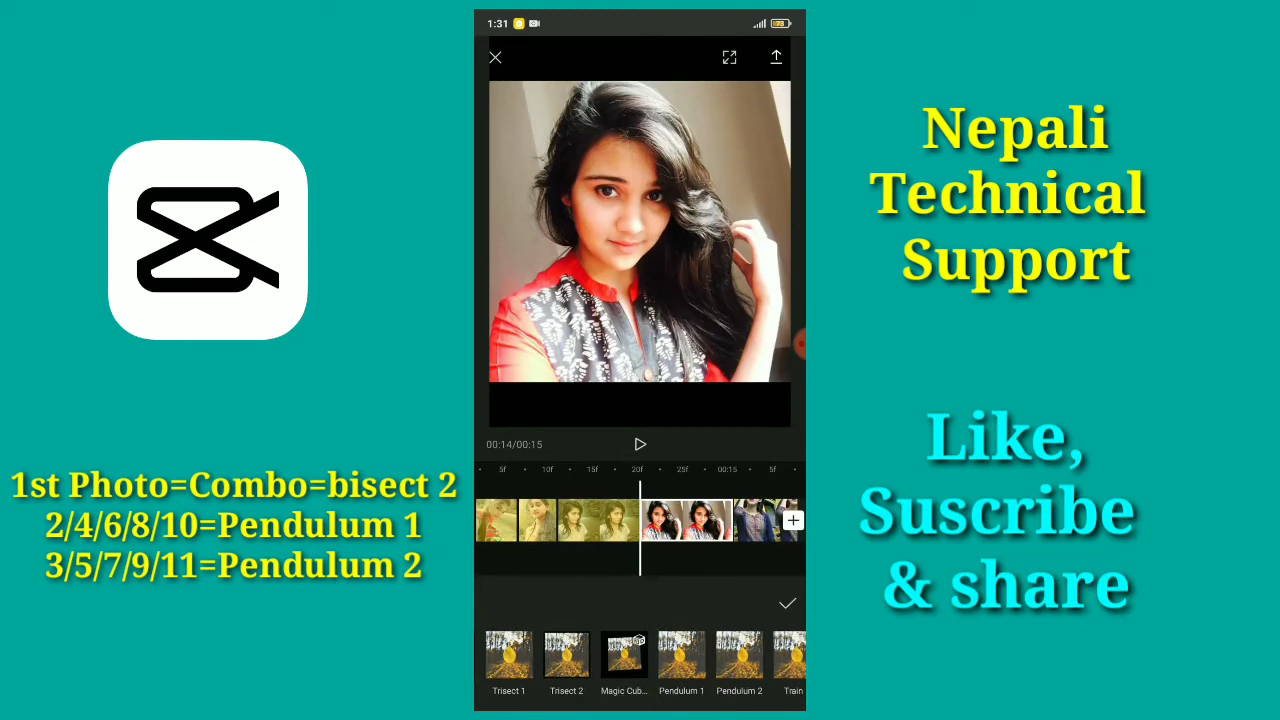 1:31
73
Nepali
Technical
Support
1st Photo=Combo=bisect 2
2/4/6/8/10=Pendulum 1
3/5/7/9/11=Pendulum 2
Like,
Suscribe
& share
00:14/00:15
5f 10f 15f 20f 25f 00:15 5f
Trisect 1 Trisect 2 Magic Cub... Pendulum 1 Pendulum 2 Train